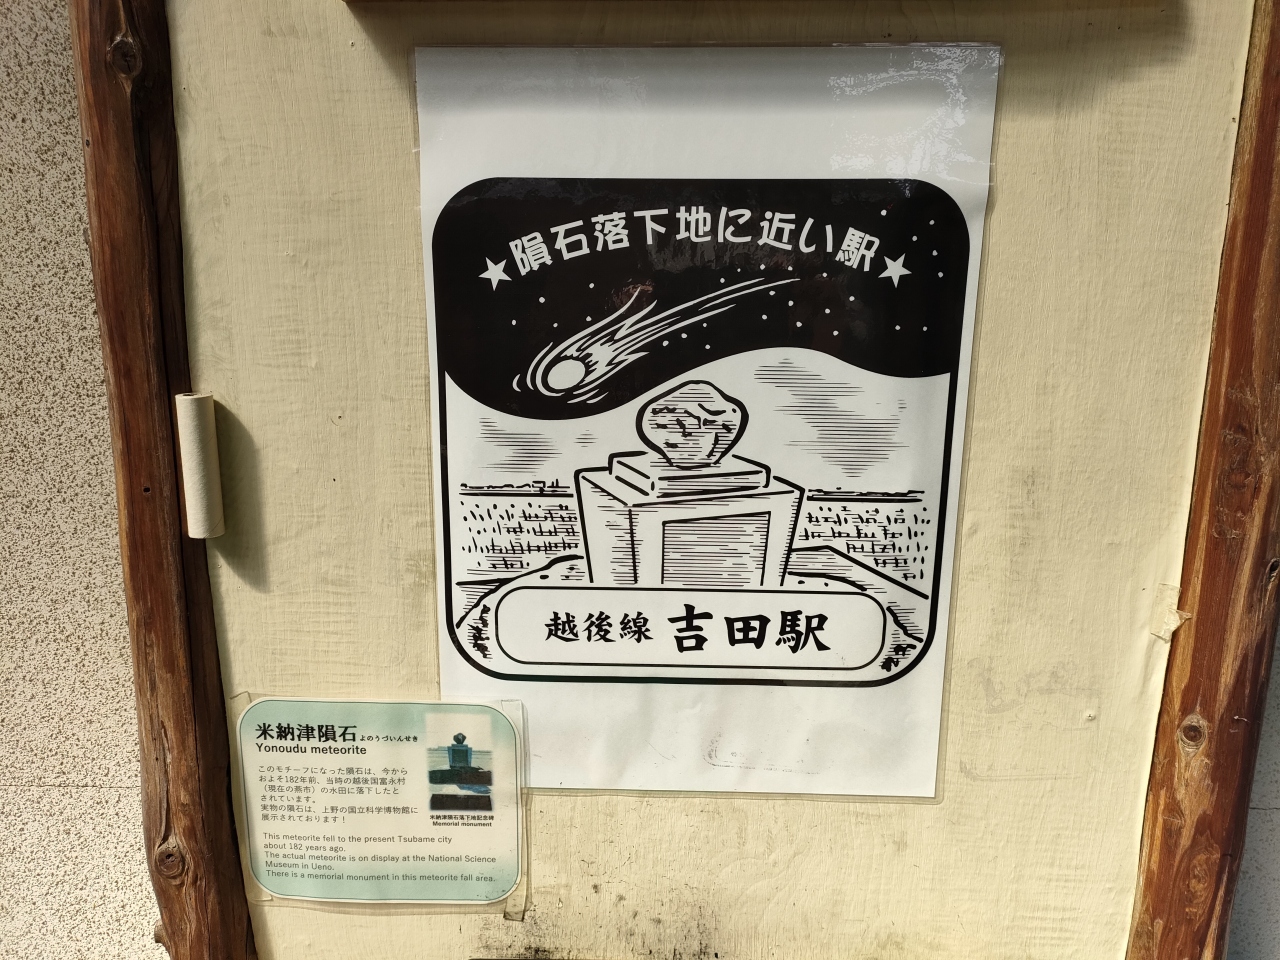 ★隕石落下地に近い駅★
越後線 吉田駅
米納津隕石 よのうづいんせき
Yonoudu meteorite
このモチーフになった隕石は、今から
およそ182年前、当時の越後国富永村
（現在の燕市）の水田に落下したと
されています。
実物の隕石は、上野の国立科学博物館に
展示されております！
米納津隕石落下地記念碑
Memorial monument
This meteorite fell to the present Tsubame city
about 182 years ago.
The actual meteorite is on display at the National Science
Museum in Ueno.
There is a memorial monument in this meteorite fall area.